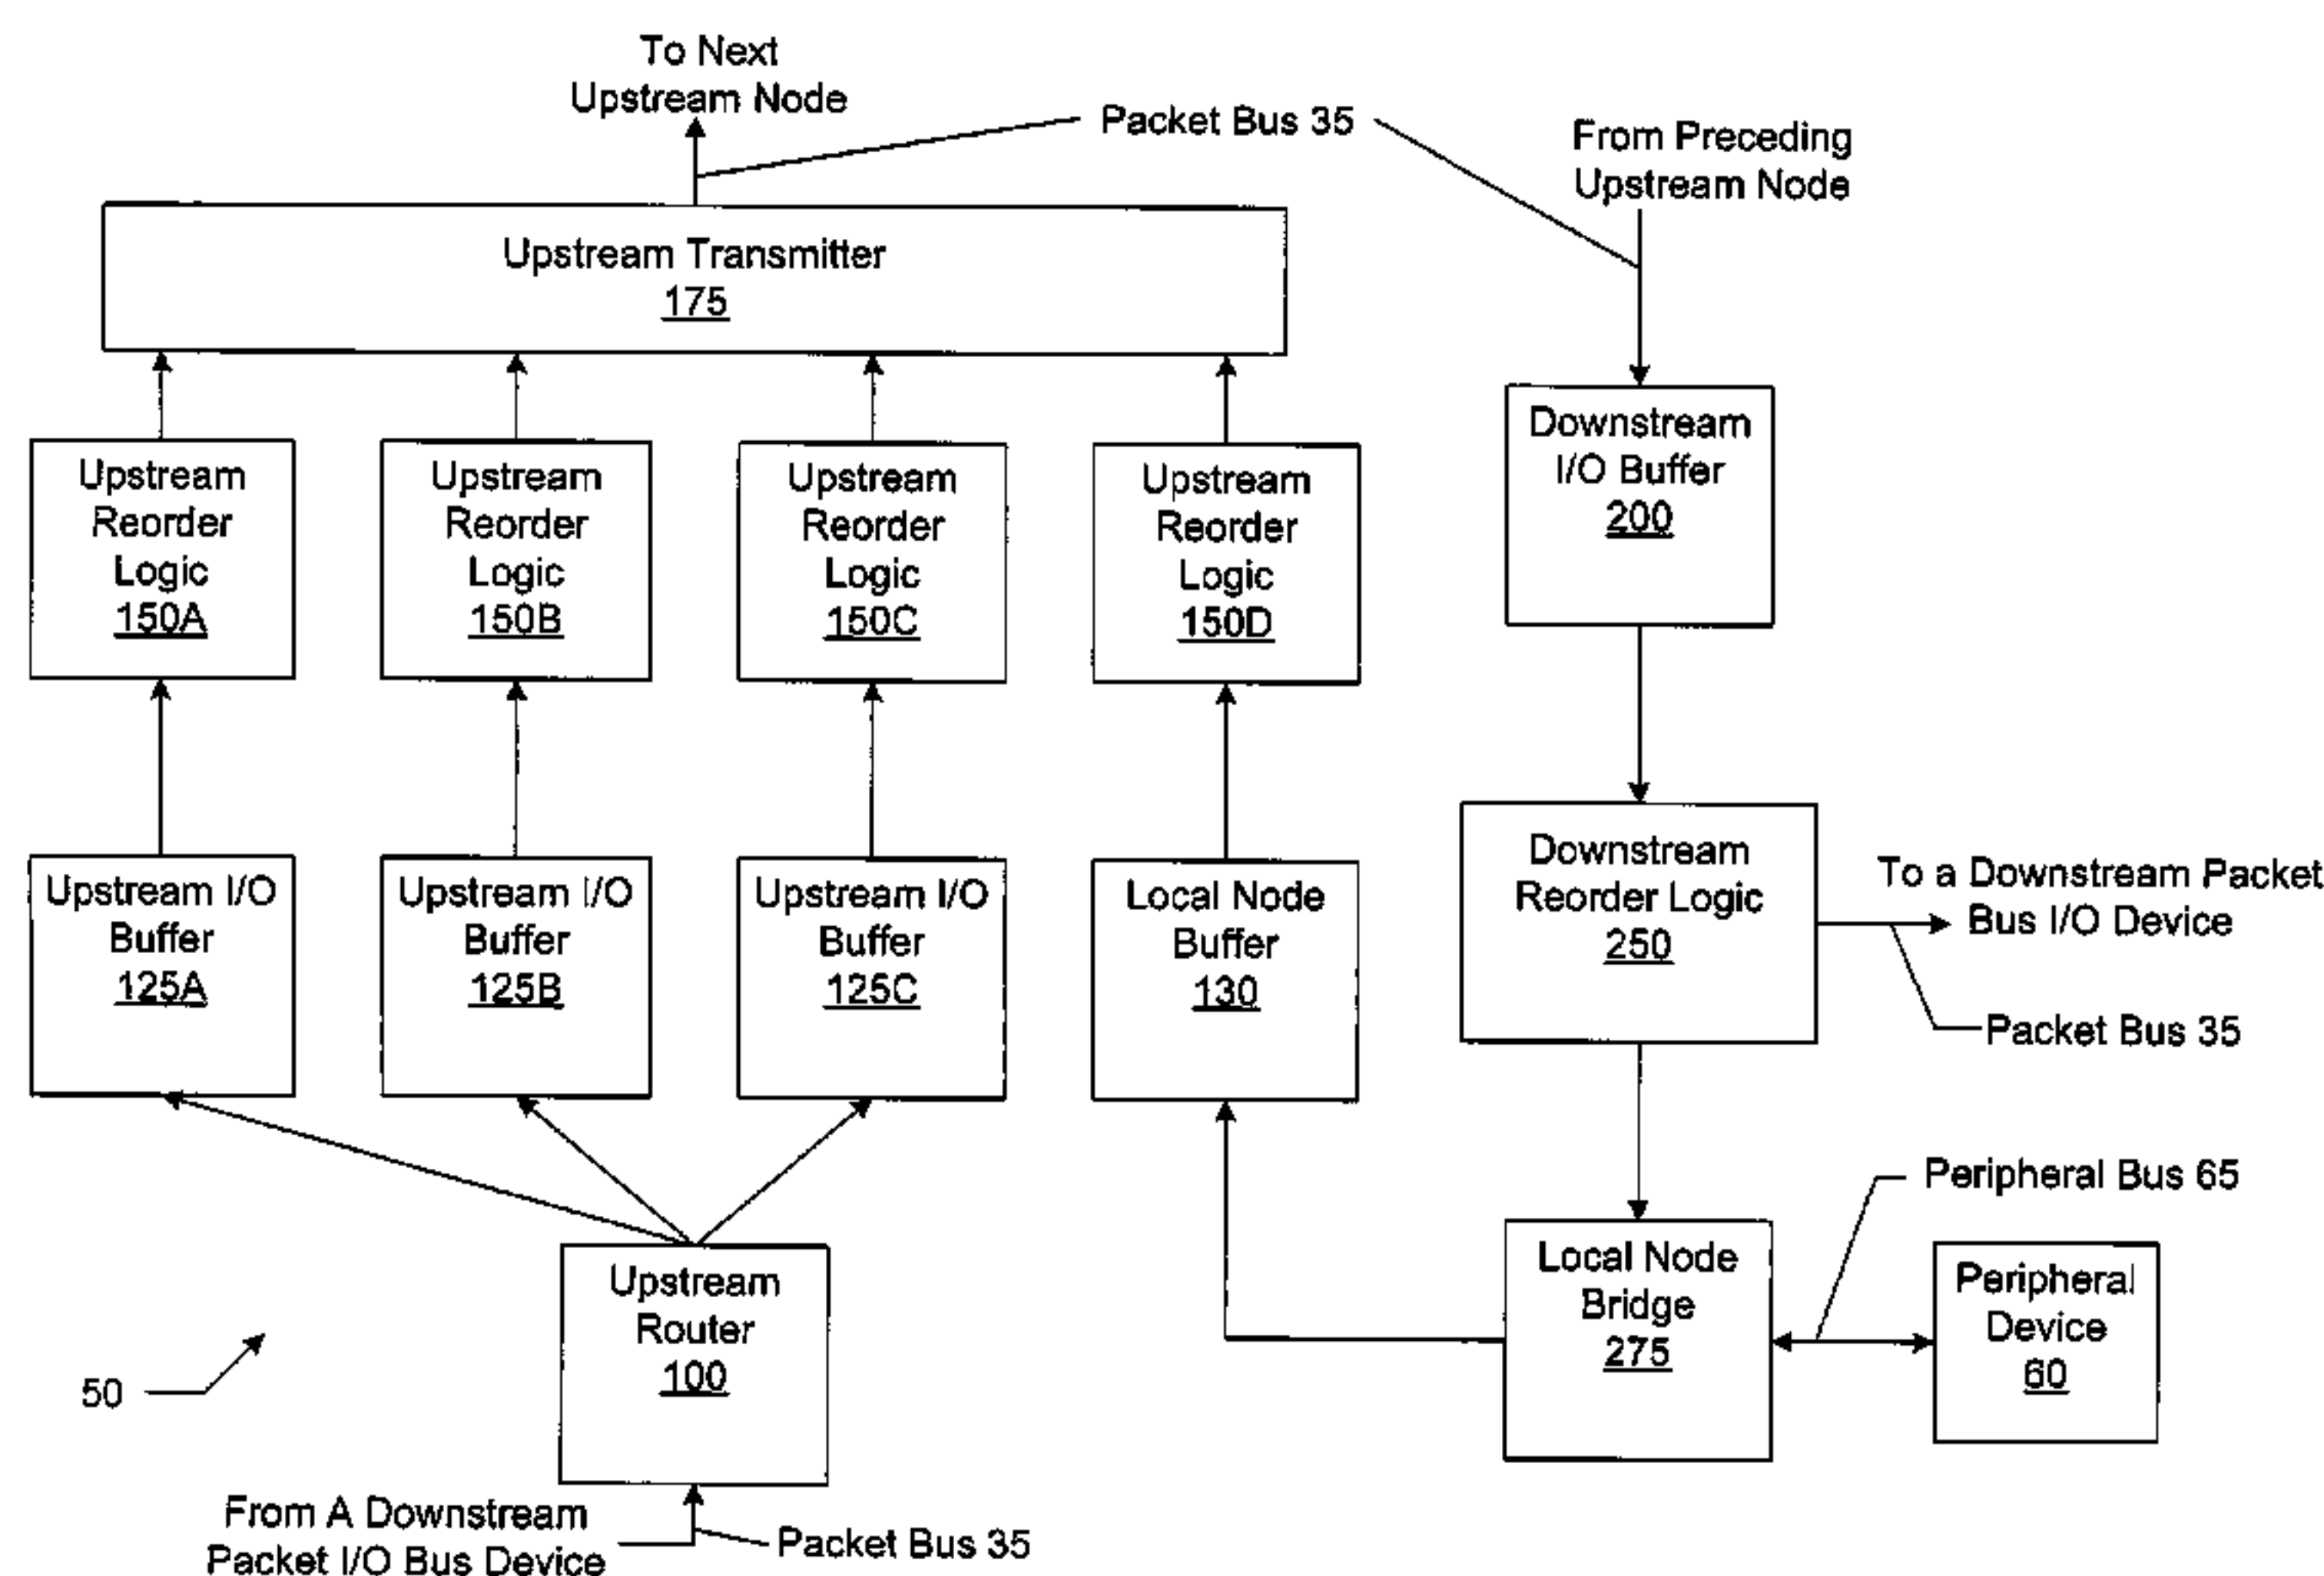 To Next
Upstream Node
Packet Bus 35
From Preceding
Upstream Node
Upstream Transmitter
175
Upstream
Reorder
Logic
150A
Upstream
Reorder
Logic
150B
Upstream
Reorder
Logic
150C
Upstream
Reorder
Logic
150D
Downstream
I/O Buffer
200
Upstream I/O
Buffer
125A
Upstream I/O
Buffer
125B
Upstream I/O
Buffer
125C
Local Node
Buffer
130
Downstream
Reorder Logic
250
To a Downstream Packet
Bus I/O Device
Packet Bus 35
Peripheral Bus 65
Upstream
Router
100
Local Node
Bridge
275
Peripheral
Device
60
50
From A Downstream
Packet I/O Bus Device
Packet Bus 35